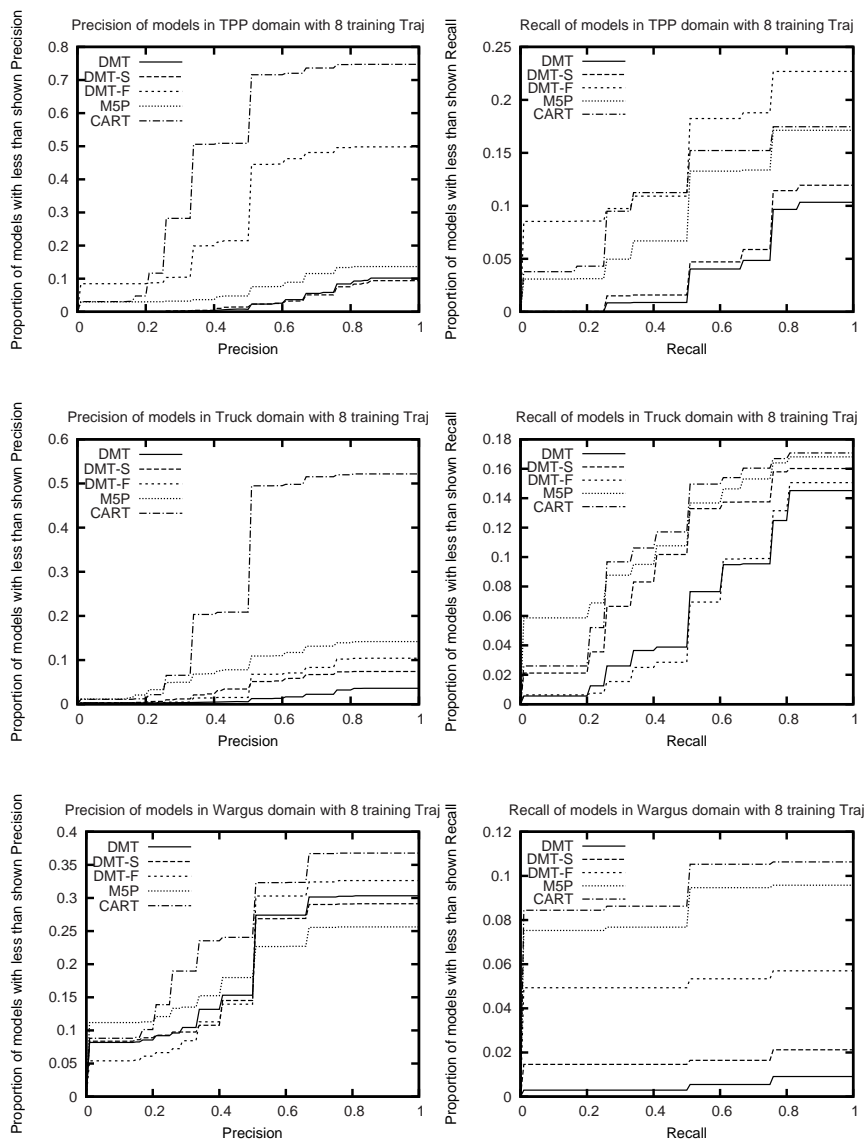 Precision of models in TPP domain with 8 training Traj
Proportion of models with less than shown Precision
0.8
0.7
0.6
0.5
0.4
0.3
0.2
0.1
0
DMT
DMT-S
DMT-F
M5P
CART
0 0.2 0.4 0.6 0.8 1
Precision
Recall of models in TPP domain with 8 training Traj
Proportion of models with less than shown Recall
0.25
0.2
0.15
0.1
0.05
0
DMT
DMT-S
DMT-F
M5P
CART
0 0.2 0.4 0.6 0.8 1
Recall
Precision of models in Truck domain with 8 training Traj
Proportion of models with less than shown Precision
0.6
0.5
0.4
0.3
0.2
0.1
0
DMT
DMT-S
DMT-F
M5P
CART
0 0.2 0.4 0.6 0.8 1
Precision
Recall of models in Truck domain with 8 training Traj
Proportion of models with less than shown Recall
0.18
0.16
0.14
0.12
0.1
0.08
0.06
0.04
0.02
0
DMT
DMT-S
DMT-F
M5P
CART
0 0.2 0.4 0.6 0.8 1
Recall
Precision of models in Wargus domain with 8 training Traj
Proportion of models with less than shown Precision
0.4
0.35
0.3
0.25
0.2
0.15
0.1
0.05
0
DMT
DMT-S
DMT-F
M5P
CART
0 0.2 0.4 0.6 0.8 1
Precision
Recall of models in Wargus domain with 8 training Traj
Proportion of models with less than shown Recall
0.12
0.1
0.08
0.06
0.04
0.02
0
DMT
DMT-S
DMT-F
M5P
CART
0 0.2 0.4 0.6 0.8 1
Recall